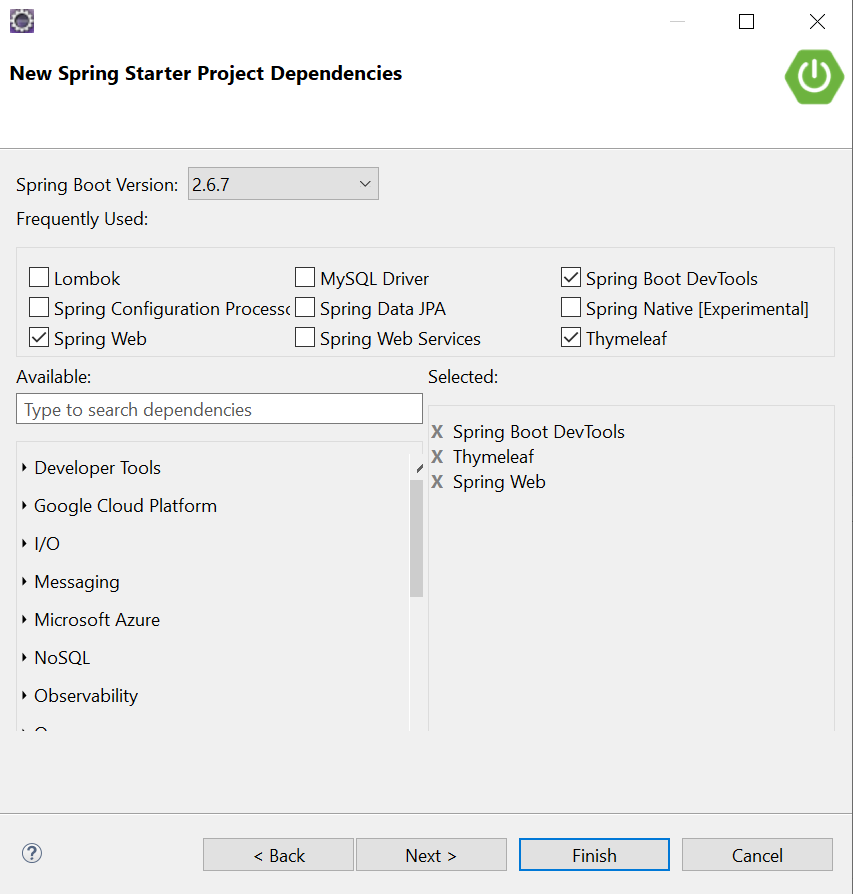 New Spring Starter Project Dependencies
Spring Boot Version: 2.6.7
Frequently Used:
Lombok MySQL Driver Spring Boot DevTools
Spring Configuration Processo Spring Data JPA Spring Native [Experimental]
Spring Web Spring Web Services Thymeleaf
Available: Selected:
Type to search dependencies
X Spring Boot DevTools
X Thymeleaf
X Spring Web
Developer Tools
Google Cloud Platform
I/O
Messaging
Microsoft Azure
NoSQL
Observability
< Back Next > Finish Cancel